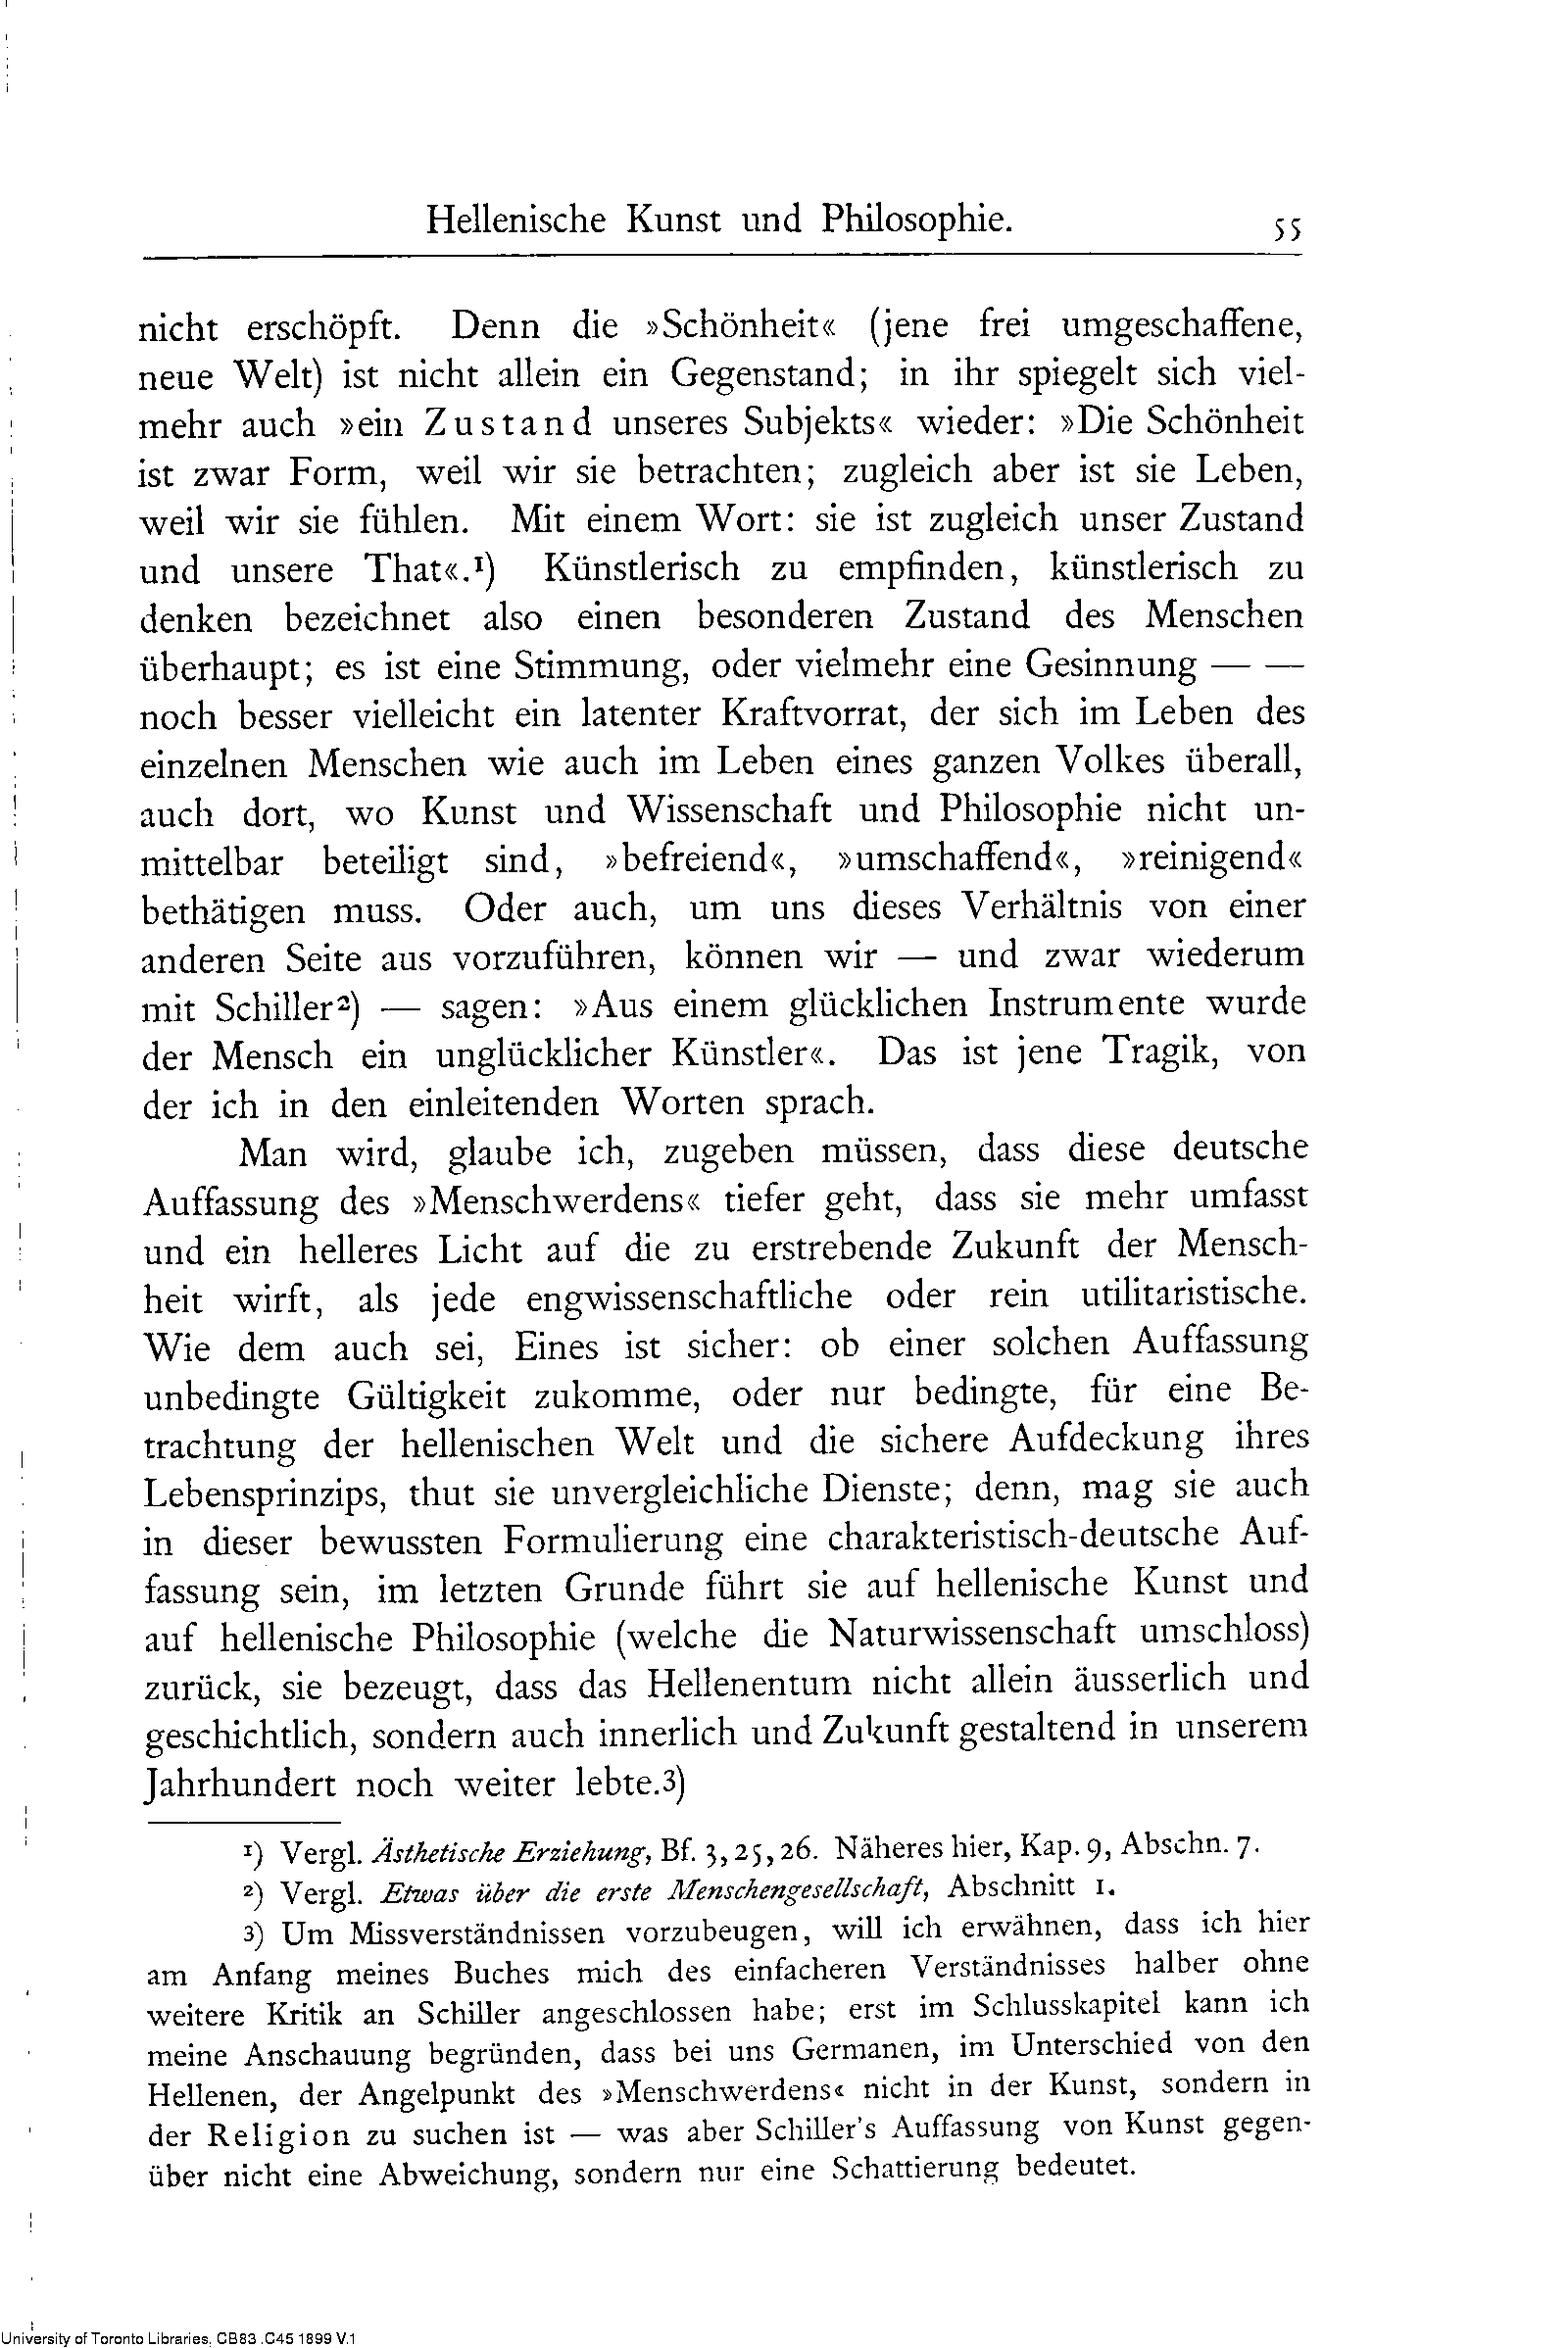 Hellenische Kunst und Philosophie. 55
nicht erschöpft. Denn die »Schönheit« (jene frei umgeschaffene,
neue Welt) ist nicht allein ein Gegenstand; in ihr spiegelt sich viel-
mehr auch »ein Zustand unseres Subjekts« wieder: »Die Schönheit
ist zwar Form, weil wir sie betrachten; zugleich aber ist sie Leben,
weil wir sie fühlen. Mit einem Wort: sie ist zugleich unser Zustand
und unsere That«.¹) Künstlerisch zu empfinden, künstlerisch zu
denken bezeichnet also einen besonderen Zustand des Menschen
überhaupt; es ist eine Stimmung, oder vielmehr eine Gesinnung — —
noch besser vielleicht ein latenter Kraftvorrat, der sich im Leben des
einzelnen Menschen wie auch im Leben eines ganzen Volkes überall,
auch dort, wo Kunst und Wissenschaft und Philosophie nicht un-
mittelbar beteiligt sind, »befreiend«, »umschaffend«, »reinigend«
bethätigen muss. Oder auch, um uns dieses Verhältnis von einer
anderen Seite aus vorzuführen, können wir — und zwar wiederum
mit Schiller²) — sagen: »Aus einem glücklichen Instrumente wurde
der Mensch ein unglücklicher Künstler«. Das ist jene Tragik, von
der ich in den einleitenden Worten sprach.
Man wird, glaube ich, zugeben müssen, dass diese deutsche
Auffassung des »Menschwerdens« tiefer geht, dass sie mehr umfasst
und ein helleres Licht auf die zu erstrebende Zukunft der Mensch-
heit wirft, als jede engwissenschaftliche oder rein utilitaristische.
Wie dem auch sei, Eines ist sicher: ob einer solchen Auffassung
unbedingte Gültigkeit zukomme, oder nur bedingte, für eine Be-
trachtung der hellenischen Welt und die sichere Aufdeckung ihres
Lebensprinzips, thut sie unvergleichliche Dienste; denn, mag sie auch
in dieser bewussten Formulierung eine charakteristisch-deutsche Auf-
fassung sein, im letzten Grunde führt sie auf hellenische Kunst und
auf hellenische Philosophie (welche die Naturwissenschaft umschloss)
zurück, sie bezeugt, dass das Hellenentum nicht allein äusserlich und
geschichtlich, sondern auch innerlich und Zukunft gestaltend in unserem
Jahrhundert noch weiter lebte.³)
¹) Vergl. Ästhetische Erziehung, Bf. 3, 25, 26. Näheres hier, Kap. 9, Abschn. 7.
²) Vergl. Etwas über die erste Menschengesellschaft, Abschnitt 1.
³) Um Missverständnissen vorzubeugen, will ich erwähnen, dass ich hier
am Anfang meines Buches mich des einfacheren Verständnisses halber ohne
weitere Kritik an Schiller angeschlossen habe; erst im Schlusskapitel kann ich
meine Anschauung begründen, dass bei uns Germanen, im Unterschied von den
Hellenen, der Angelpunkt des »Menschwerdens« nicht in der Kunst, sondern in
der Religion zu suchen ist — was aber Schiller's Auffassung von Kunst gegen-
über nicht eine Abweichung, sondern nur eine Schattierung bedeutet.
University of Toronto Libraries, CB83 .C45 1899 V.1